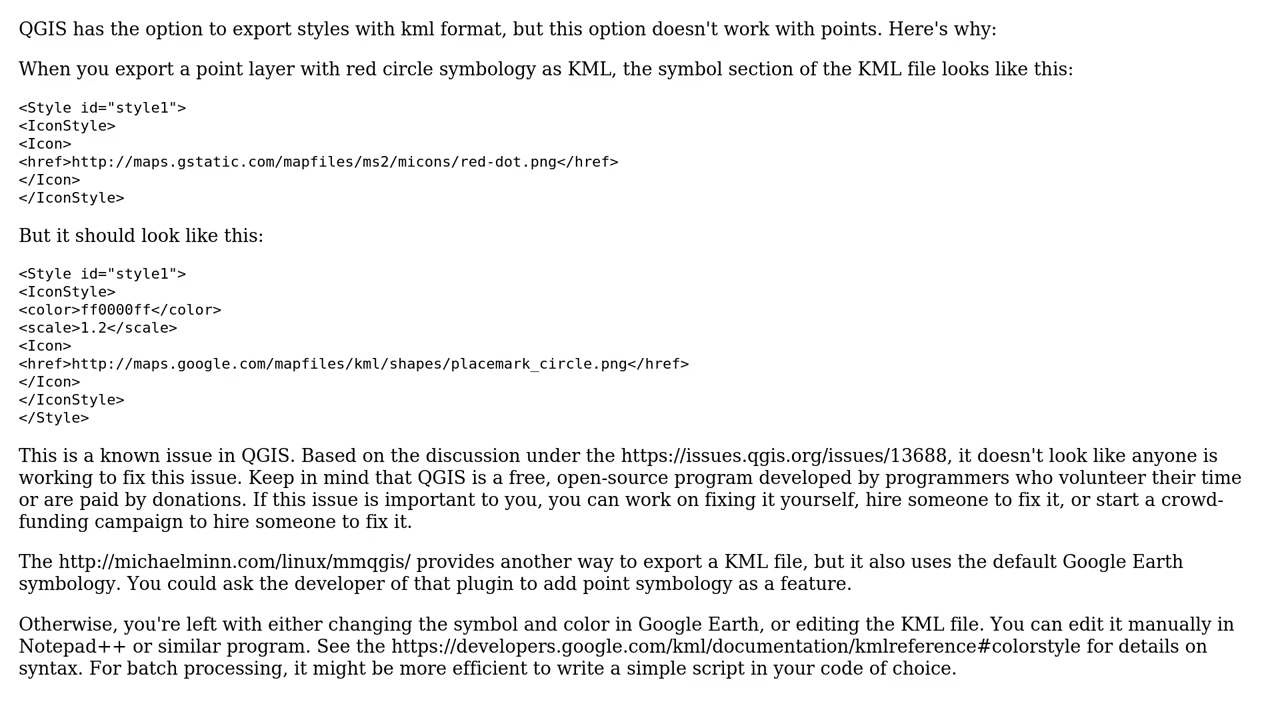 QGIS has the option to export styles with kml format, but this option doesn't work with points. Here's why:
When you export a point layer with red circle symbology as KML, the symbol section of the KML file looks like this:
<Style id="style1">
<IconStyle>
<Icon>
<href>http://maps.gstatic.com/mapfiles/ms2/micons/red-dot.png</href>
</Icon>
</IconStyle>
But it should look like this:
<Style id="style1">
<IconStyle>
<color>ff0000ff</color>
<scale>1.2</scale>
<Icon>
<href>http://maps.google.com/mapfiles/kml/shapes/placemark_circle.png</href>
</Icon>
</IconStyle>
</Style>
This is a known issue in QGIS. Based on the discussion under the https://issues.qgis.org/issues/13688, it doesn't look like anyone is
working to fix this issue. Keep in mind that QGIS is a free, open-source program developed by programmers who volunteer their time
or are paid by donations. If this issue is important to you, you can work on fixing it yourself, hire someone to fix it, or start a crowd-
funding campaign to hire someone to fix it.
The http://michaelminn.com/linux/mmqgis/ provides another way to export a KML file, but it also uses the default Google Earth
symbology. You could ask the developer of that plugin to add point symbology as a feature.
Otherwise, you're left with either changing the symbol and color in Google Earth, or editing the KML file. You can edit it manually in
Notepad++ or similar program. See the https://developers.google.com/kml/documentation/kmlreference#colorstyle for details on
syntax. For batch processing, it might be more efficient to write a simple script in your code of choice.